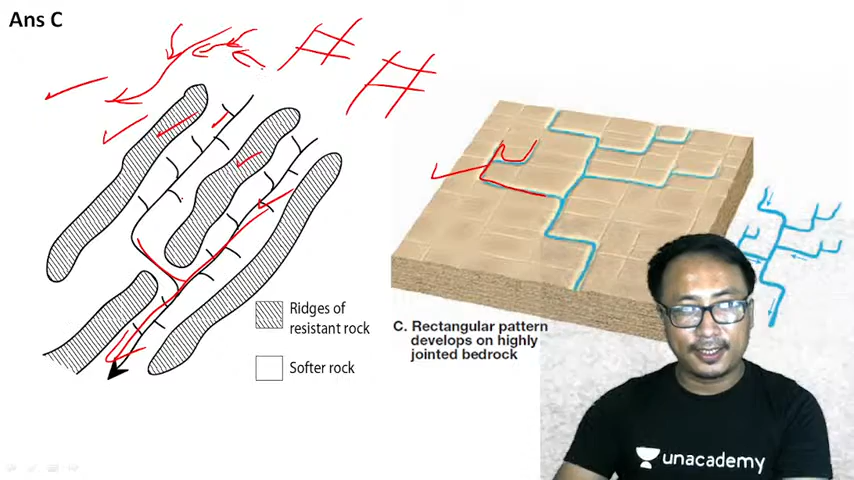 Ans C
Ridges of
resistant rock
Softer rock
C. Rectangular pattern
develops on highly
jointed bedrock
unacademy